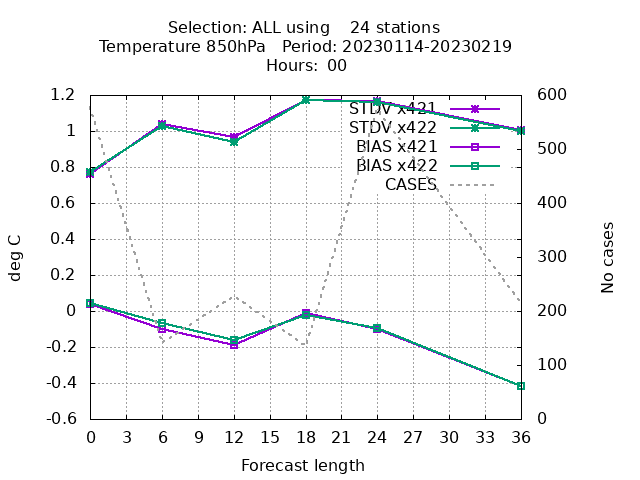 Selection: ALL using    24 stations
Temperature 850hPa   Period: 20230114-20230219
Hours:  00
1.2
1
0.8
0.6
0.4
0.2
0
-0.2
-0.4
-0.6
deg C
STDV x421
STDV x422
BIAS x421
BIAS x422
CASES
600
500
400
300
200
100
0
No cases
0 3 6 9 12 15 18 21 24 27 30 33 36
Forecast length